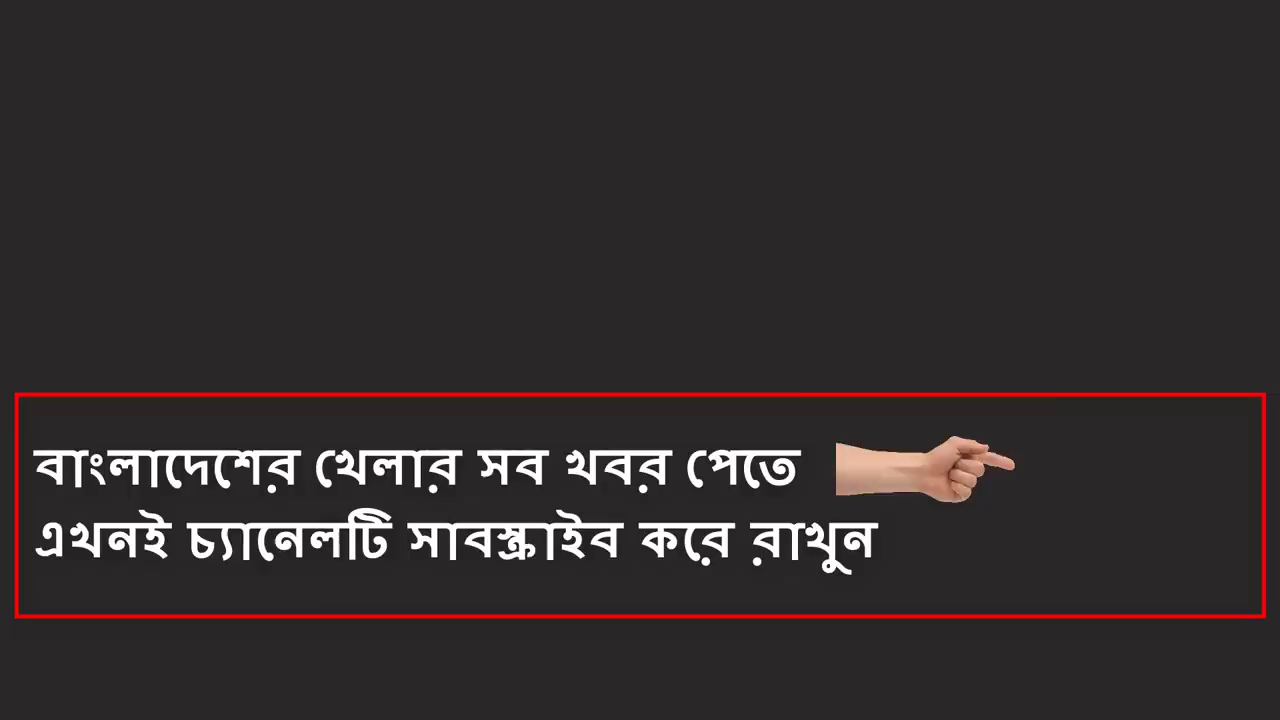 বাংলাদেশের খেলার সব খবর পেতে
এখনই চ্যানেলটি সাবস্ক্রাইব করে রাখুন